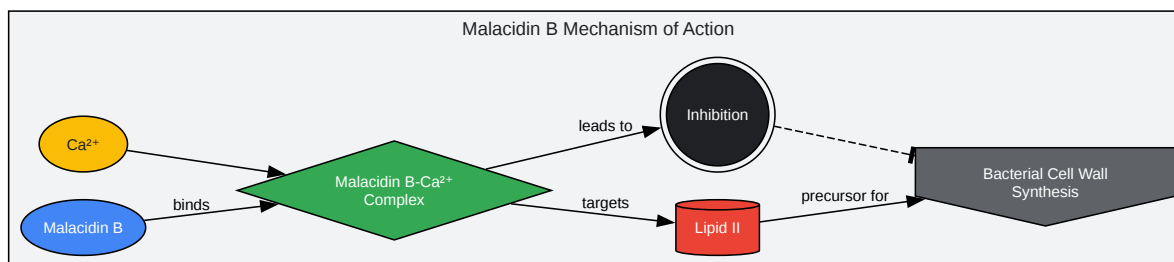 Malacidin B Mechanism of Action
Ca²⁺
Malacidin B
binds
Malacidin B-Ca²⁺
Complex
leads to
targets
Inhibition
Lipid II
precursor for
Bacterial Cell Wall
Synthesis